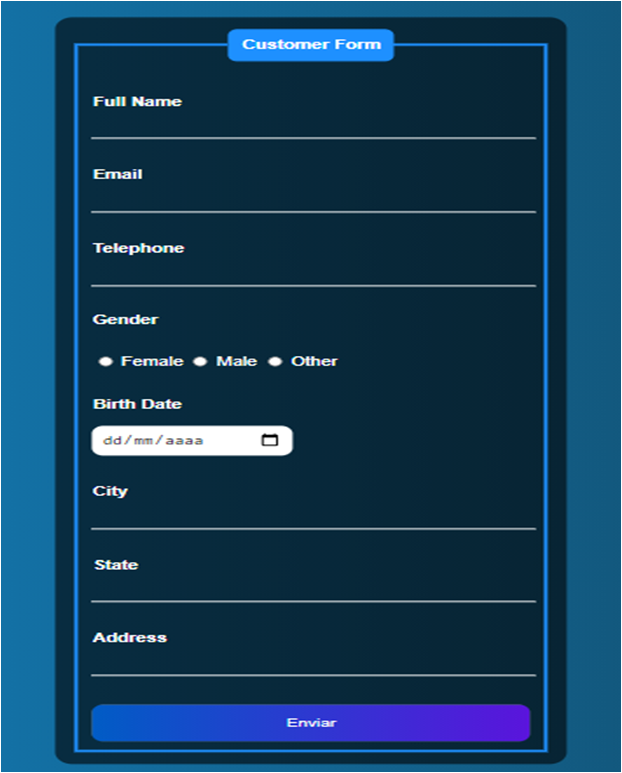 Customer Form
Full Name
Email
Telephone
Gender
Female Male Other
Birth Date
dd/mm/aaaa
City
State
Address
Enviar